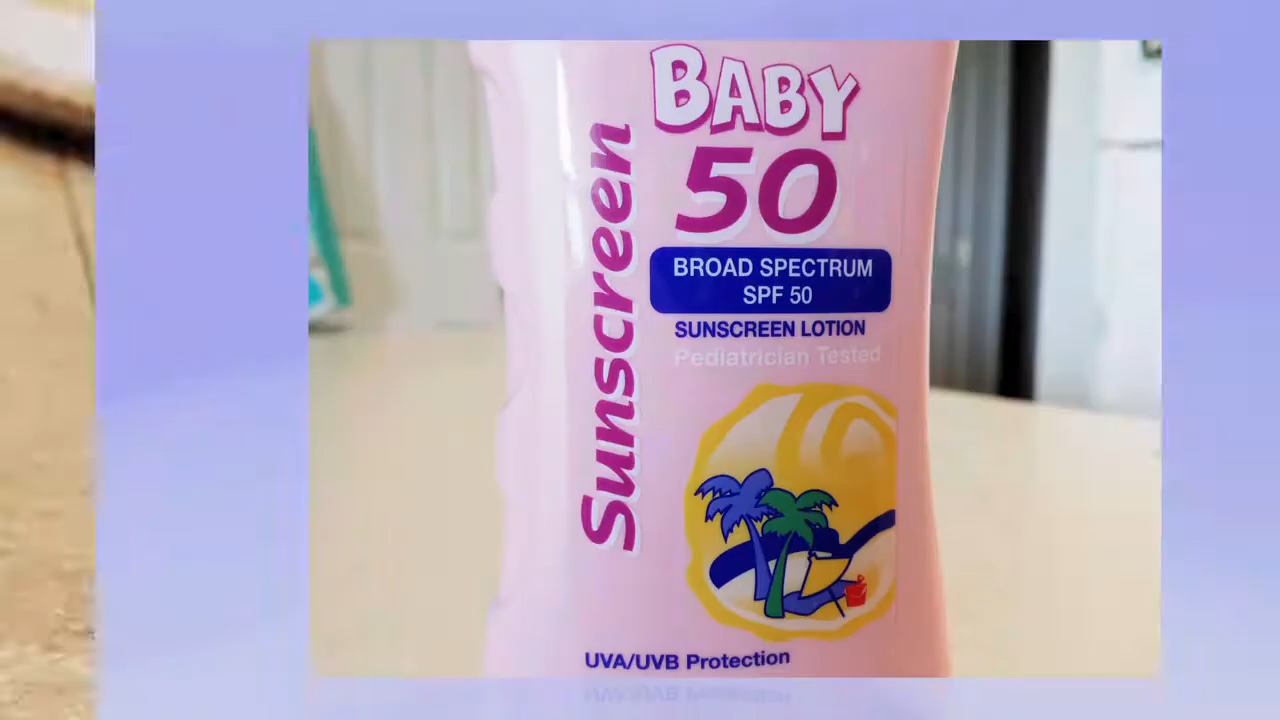 BABY
50
Sunscreen
BROAD SPECTRUM
SPF 50
SUNSCREEN LOTION
Pediatrician Tested
UVA/UVB Protection